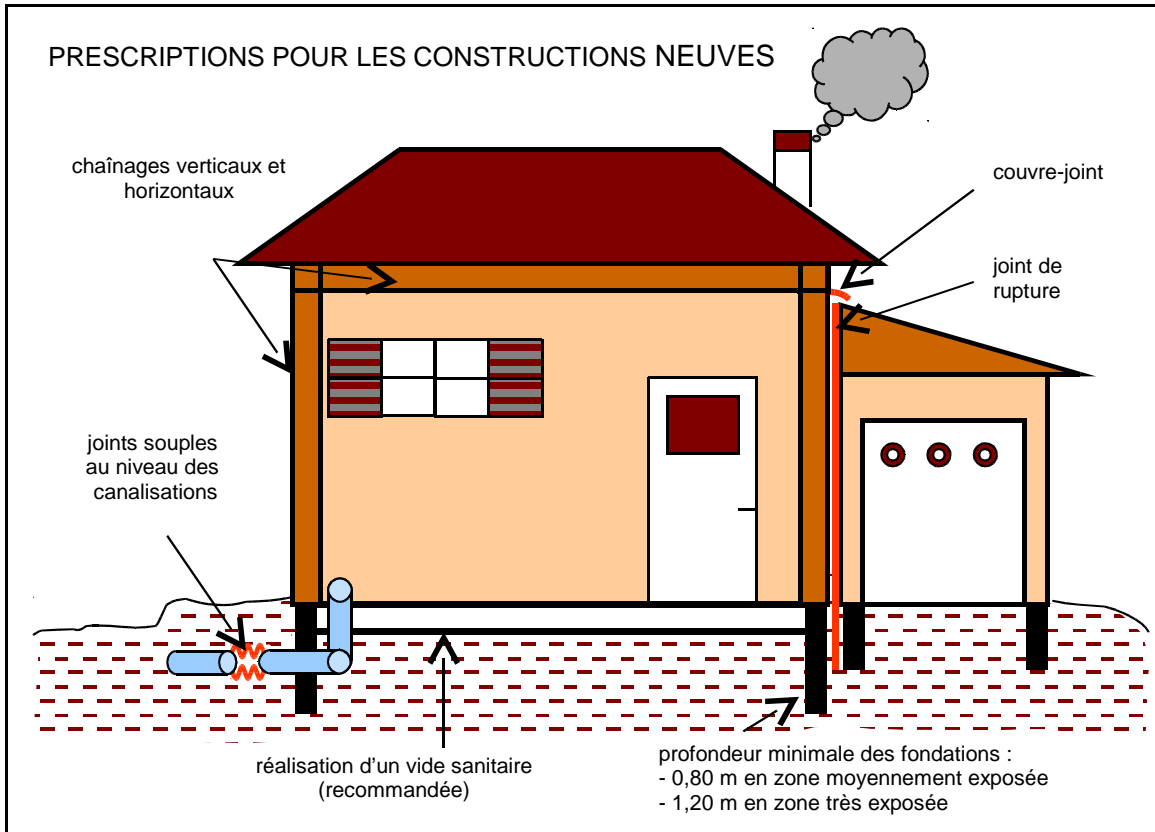 PRESCRIPTIONS POUR LES CONSTRUCTIONS NEUVES
chaînages verticaux et
horizontaux
couvre-joint
joint de
rupture
joints souples
au niveau des
canalisations
réalisation d'un vide sanitaire
(recommandée)
profondeur minimale des fondations :
- 0,80 m en zone moyennement exposée
- 1,20 m en zone très exposée